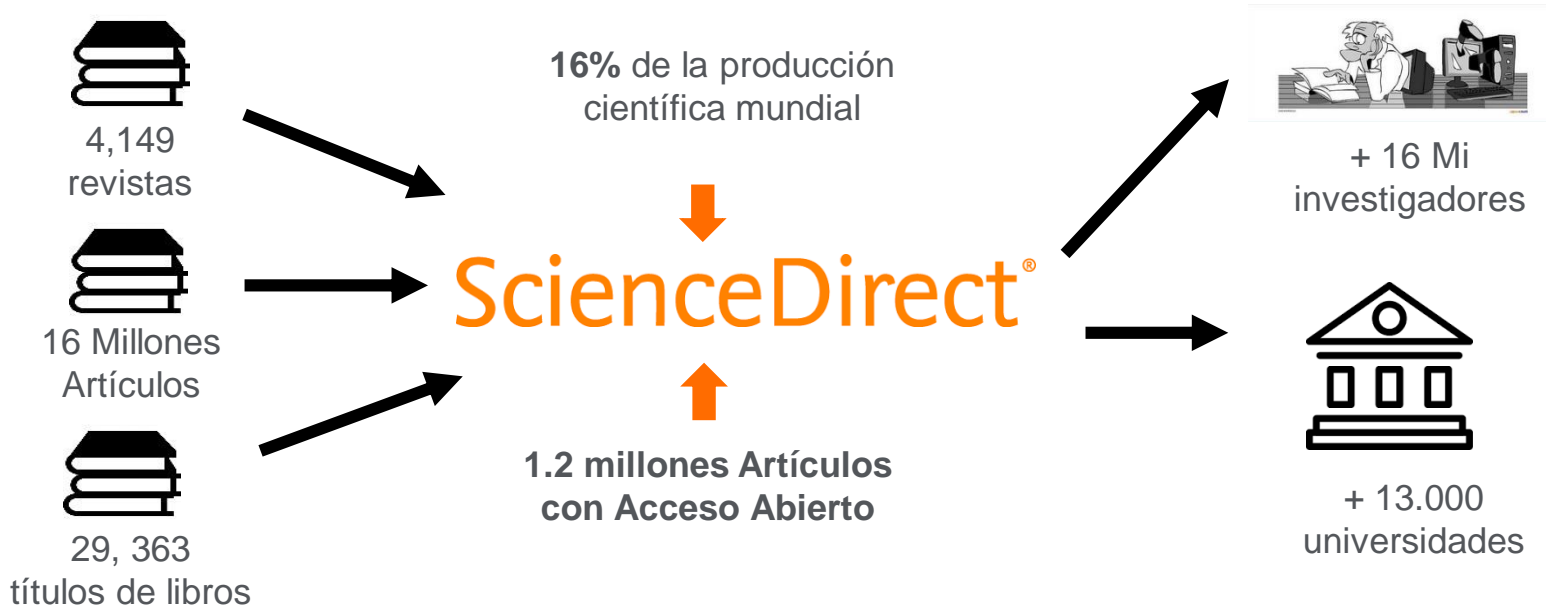 4,149
revistas
16 Millones
Artículos
29, 363
títulos de libros
16% de la producción
científica mundial
ScienceDirect®
1.2 millones Artículos
con Acceso Abierto
+ 16 Mi
investigadores
+ 13.000
universidades